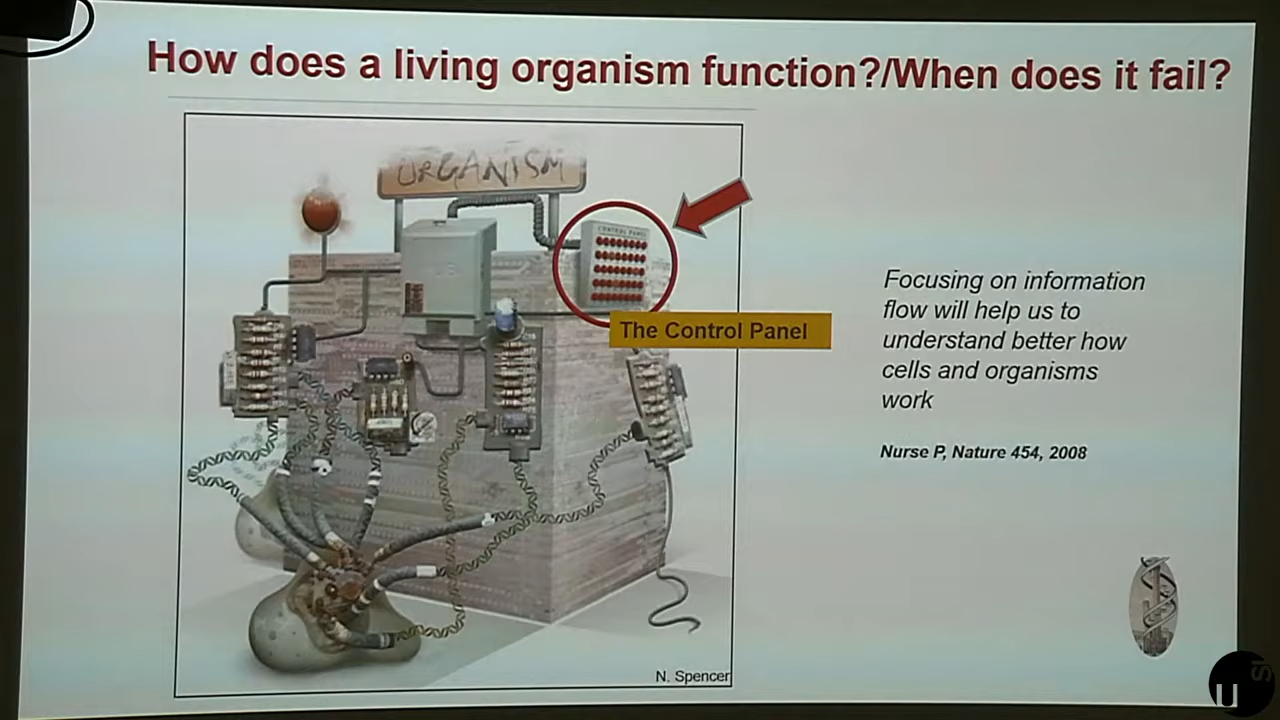 How does a living organism function?/When does it fail?
ORGANISM
CONTROL PANEL
The Control Panel
Focusing on information
flow will help us to
understand better how
cells and organisms
work
Nurse P, Nature 454, 2008
N. Spencer
U
SI